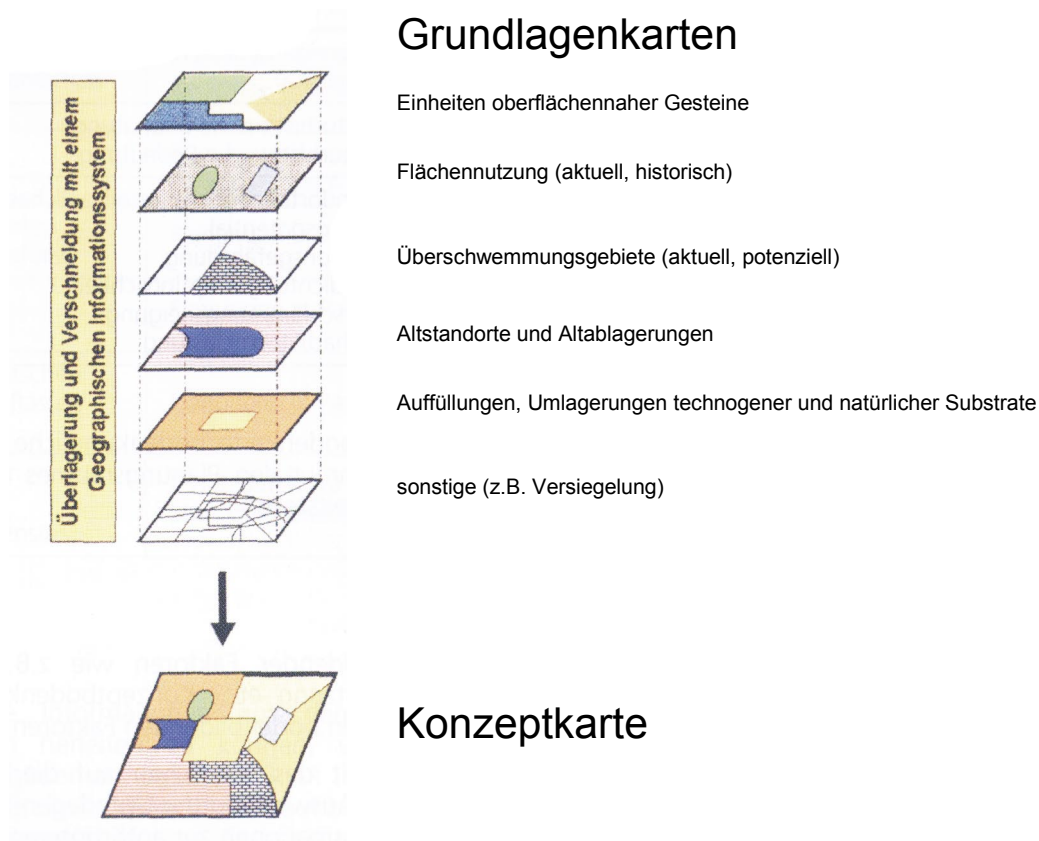 Grundlagenkarten
Überlagerung und Verschneidung mit einem
Geographischen Informationssystem
Einheiten oberflächennaher Gesteine
Flächennutzung (aktuell, historisch)
Überschwemmungsgebiete (aktuell, potenziell)
Altstandorte und Altablagerungen
Auffüllungen, Umlagerungen technogener und natürlicher Substrate
sonstige (z.B. Versiegelung)
Konzeptkarte